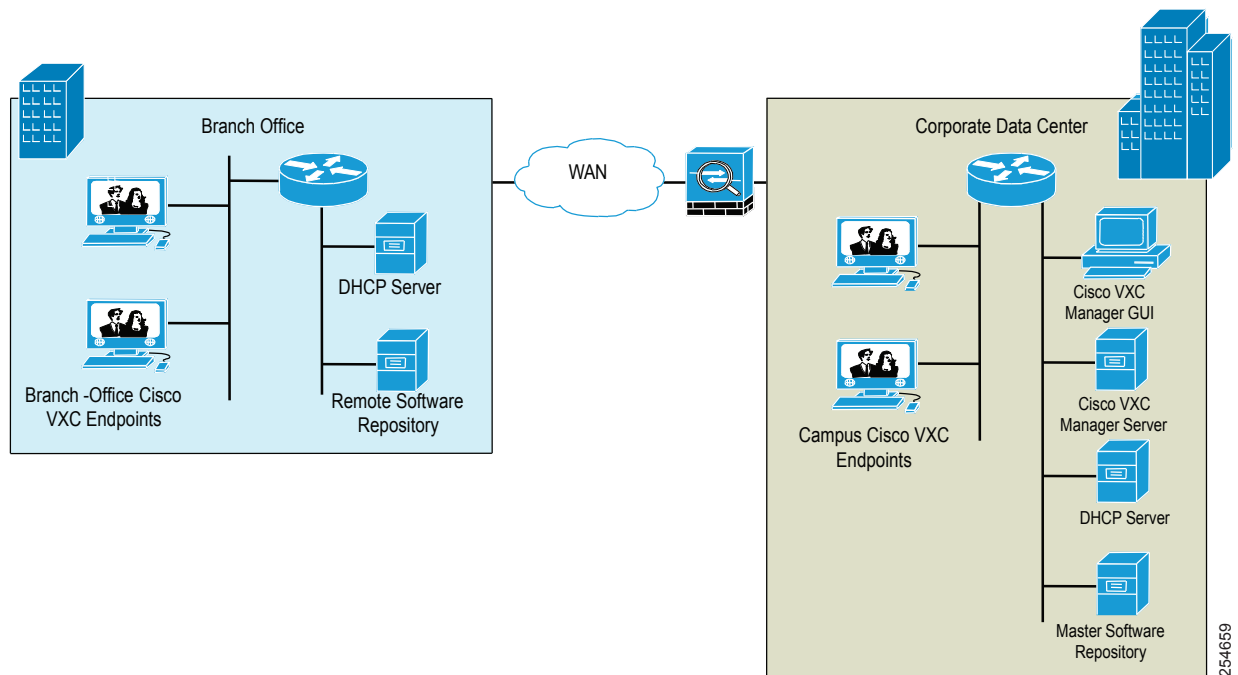 Branch Office
DHCP Server
Remote Software
Repository
Branch -Office Cisco
VXC Endpoints
WAN
Corporate Data Center
Campus Cisco VXC
Endpoints
Cisco VXC
Manager GUI
Cisco VXC
Manager Server
DHCP Server
Master Software
Repository
254659